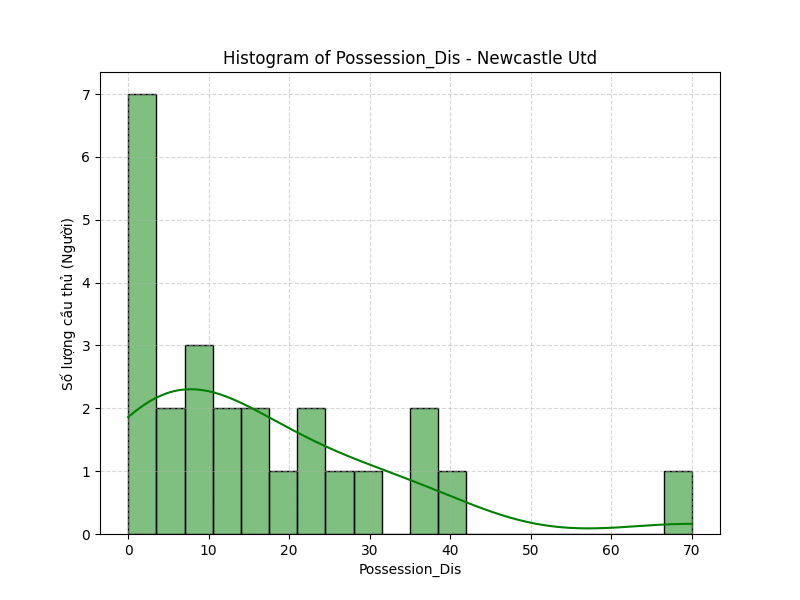 Histogram of Possession_Dis - Newcastle Utd
Số lượng cầu thủ (Người)
7
6
5
4
3
2
1
0
0 10 20 30 40 50 60 70
Possession_Dis